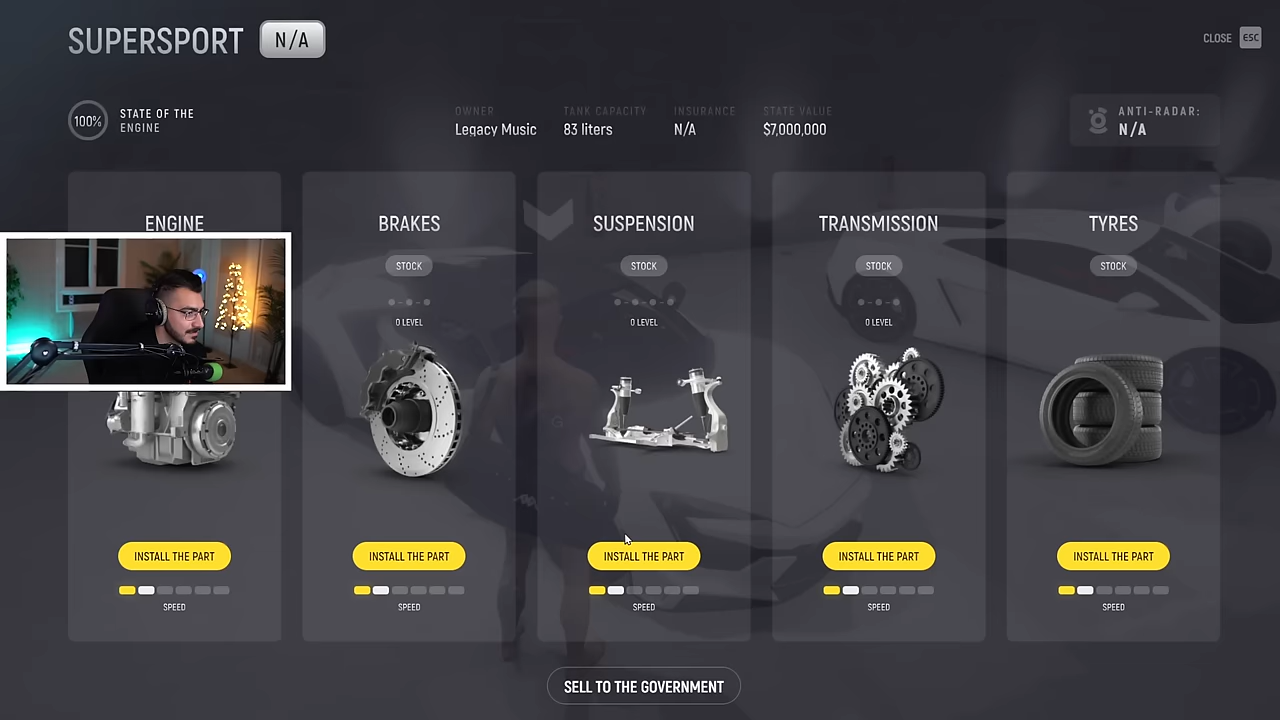 SUPERSPORT N/A
CLOSE ESC
100%
STATE OF THE
ENGINE
OWNER
Legacy Music
TANK CAPACITY
83 liters
INSURANCE
N/A
STATE VALUE
$7,000,000
ANTI-RADAR:
N/A
ENGINE
INSTALL THE PART
SPEED
BRAKES
STOCK
0 LEVEL
INSTALL THE PART
SPEED
SUSPENSION
STOCK
0 LEVEL
INSTALL THE PART
SPEED
TRANSMISSION
STOCK
0 LEVEL
INSTALL THE PART
SPEED
TYRES
STOCK
INSTALL THE PART
SPEED
SELL TO THE GOVERNMENT